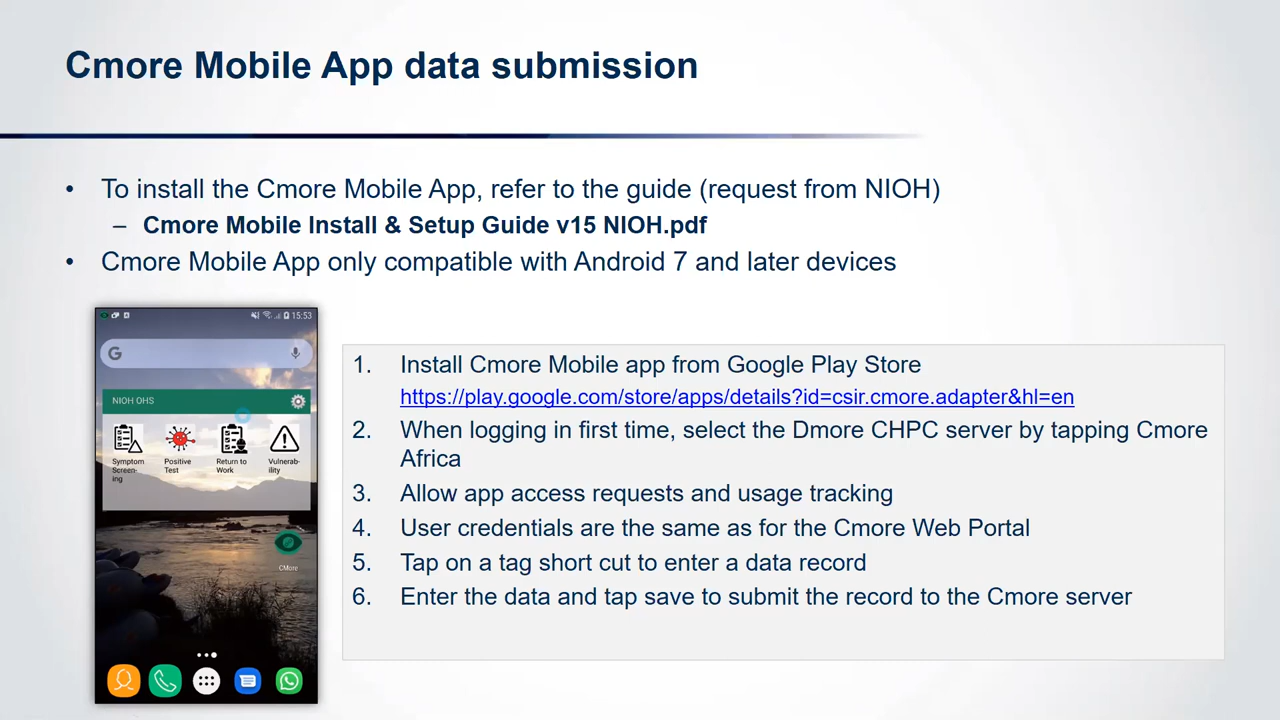 Cmore Mobile App data submission
• To install the Cmore Mobile App, refer to the guide (request from NIOH)
– Cmore Mobile Install & Setup Guide v15 NIOH.pdf
• Cmore Mobile App only compatible with Android 7 and later devices
15:53
G
NIOH OHS
Symptom
Screen-
ing
Positive
Test
Return to
Work
Vulnerab-
ility
CMore
1. Install Cmore Mobile app from Google Play Store
https://play.google.com/store/apps/details?id=csir.cmore.adapter&hl=en
2. When logging in first time, select the Dmore CHPC server by tapping Cmore
Africa
3. Allow app access requests and usage tracking
4. User credentials are the same as for the Cmore Web Portal
5. Tap on a tag short cut to enter a data record
6. Enter the data and tap save to submit the record to the Cmore server